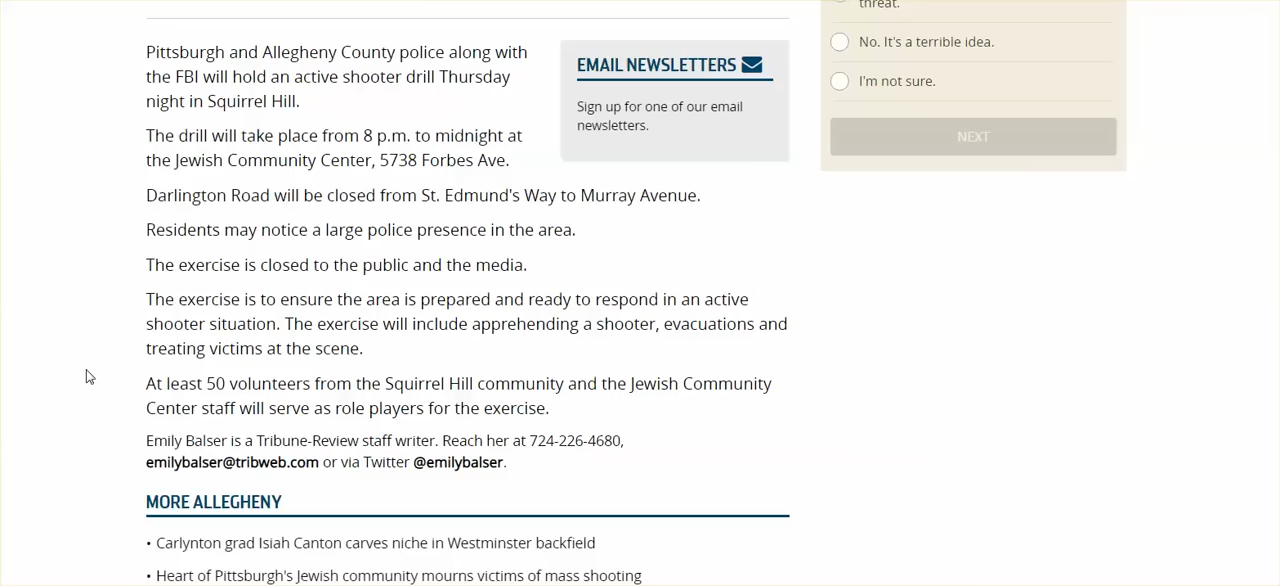 threat.
No. It's a terrible idea.
I'm not sure.
NEXT
Pittsburgh and Allegheny County police along with
the FBI will hold an active shooter drill Thursday
night in Squirrel Hill.
EMAIL NEWSLETTERS
Sign up for one of our email
newsletters.
The drill will take place from 8 p.m. to midnight at
the Jewish Community Center, 5738 Forbes Ave.
Darlington Road will be closed from St. Edmund's Way to Murray Avenue.
Residents may notice a large police presence in the area.
The exercise is closed to the public and the media.
The exercise is to ensure the area is prepared and ready to respond in an active
shooter situation. The exercise will include apprehending a shooter, evacuations and
treating victims at the scene.
At least 50 volunteers from the Squirrel Hill community and the Jewish Community
Center staff will serve as role players for the exercise.
Emily Balser is a Tribune-Review staff writer. Reach her at 724-226-4680,
emilybalser@tribweb.com or via Twitter @emilybalser.
MORE ALLEGHENY
• Carlynton grad Isiah Canton carves niche in Westminster backfield
• Heart of Pittsburgh's Jewish community mourns victims of mass shooting